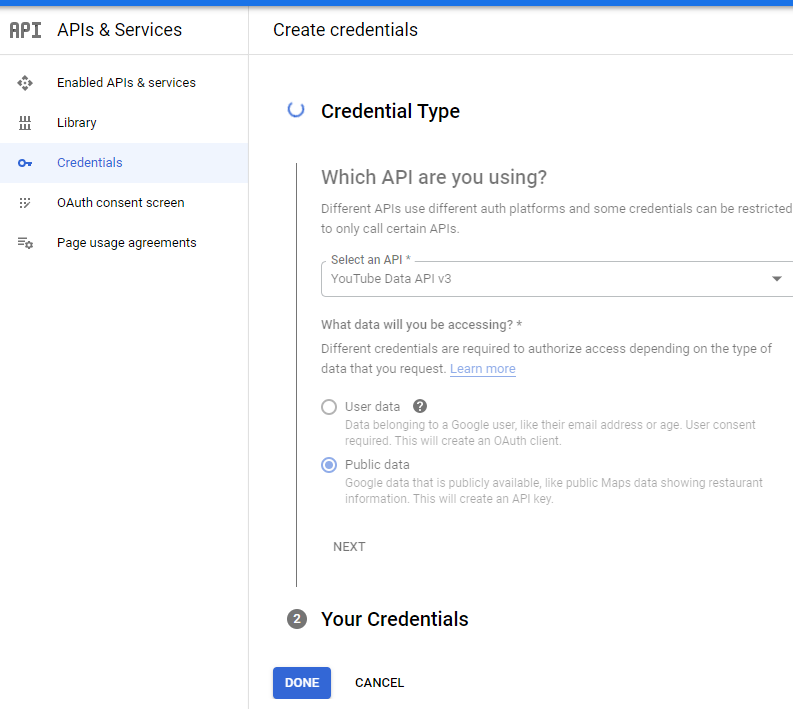 API APIs & Services
Create credentials
Enabled APIs & services
Library
Credentials
OAuth consent screen
Page usage agreements
Credential Type
Which API are you using?
Different APIs use different auth platforms and some credentials can be restricted
to only call certain APIs.
Select an API *
YouTube Data API v3
What data will you be accessing? *
Different credentials are required to authorize access depending on the type of
data that you request. Learn more
User data ?
Data belonging to a Google user, like their email address or age. User consent
required. This will create an OAuth client.
Public data
Google data that is publicly available, like public Maps data showing restaurant
information. This will create an API key.
NEXT
2 Your Credentials
DONE CANCEL